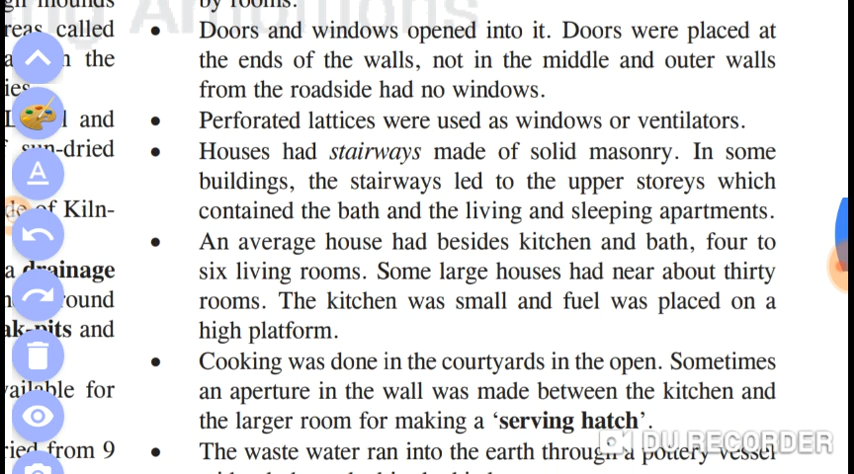 by rooms.
Doors and windows opened into it. Doors were placed at
the ends of the walls, not in the middle and outer walls
from the roadside had no windows.
Perforated lattices were used as windows or ventilators.
Houses had stairways made of solid masonry. In some
buildings, the stairways led to the upper storeys which
contained the bath and the living and sleeping apartments.
An average house had besides kitchen and bath, four to
six living rooms. Some large houses had near about thirty
rooms. The kitchen was small and fuel was placed on a
high platform.
Cooking was done in the courtyards in the open. Sometimes
an aperture in the wall was made between the kitchen and
the larger room for making a ‘serving hatch’.
The waste water ran into the earth through a pottery vessel
called
the
and
-dried
of Kiln-
a drainage
and
for
from 9
A
DU RECORDER